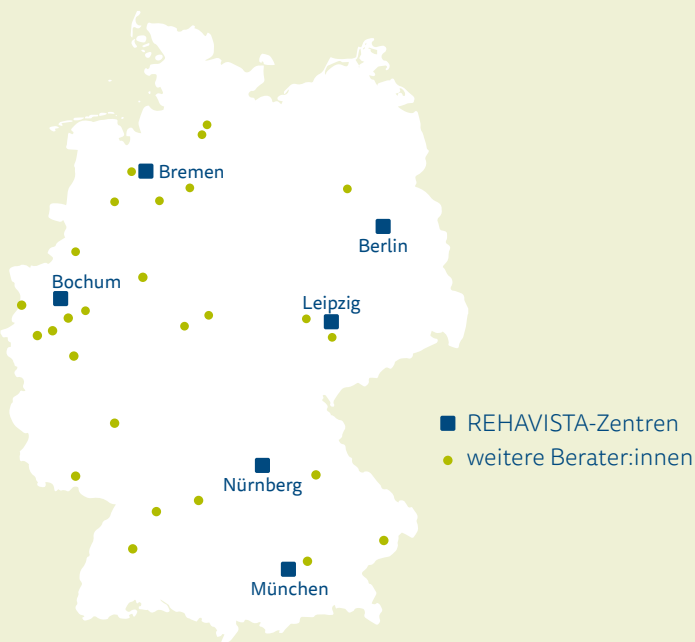 Bremen
Berlin
Bochum
Leipzig
REHAVISTA-Zentren
weitere Berater:innen
Nürnberg
München